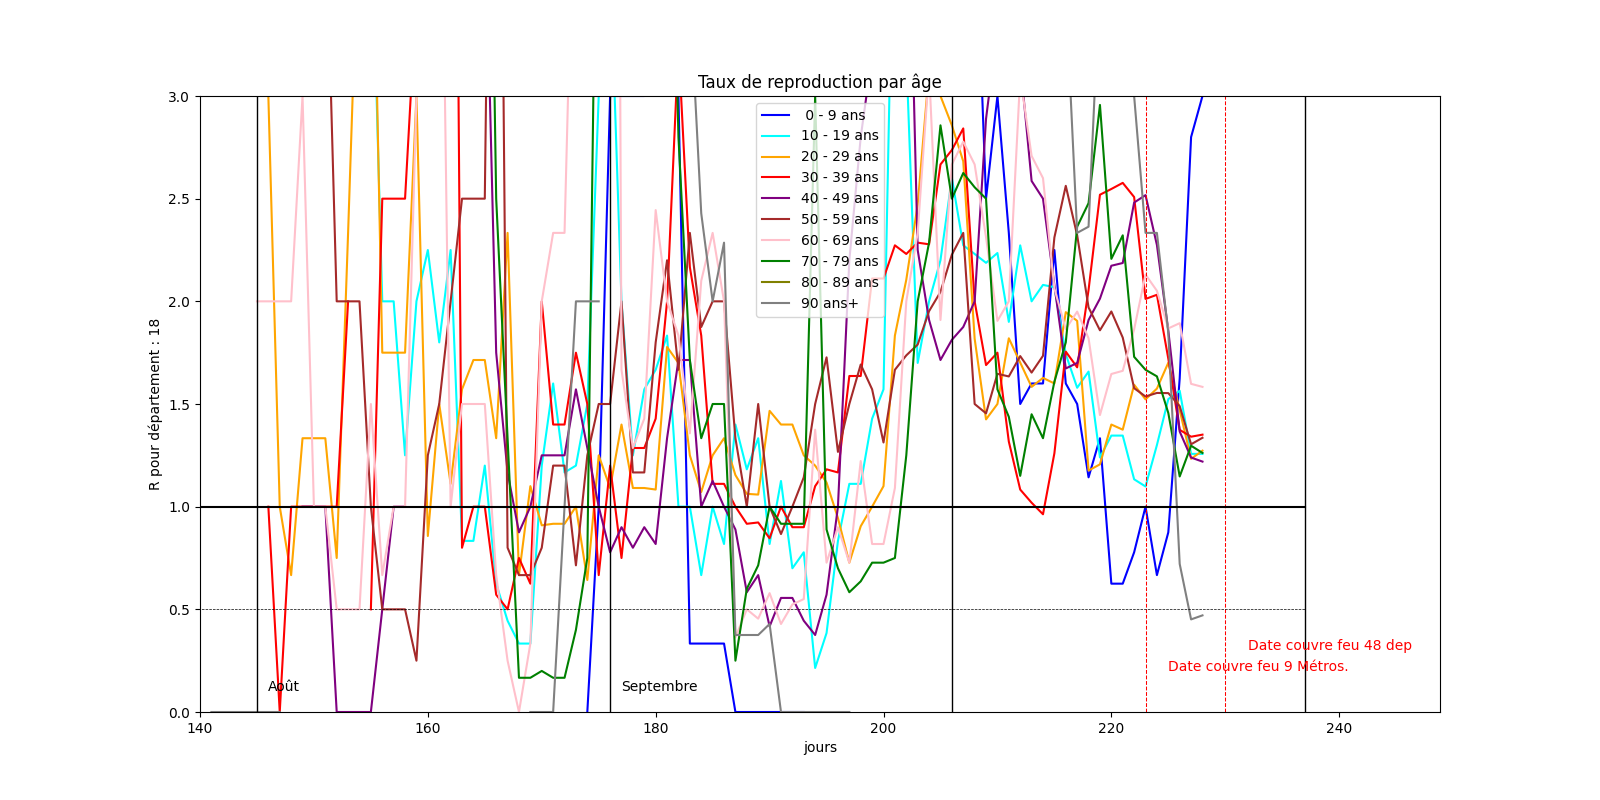 Taux de reproduction par âge
R pour département : 18
3.0
2.5
2.0
1.5
1.0
0.5
0.0
0 - 9 ans
10 - 19 ans
20 - 29 ans
30 - 39 ans
40 - 49 ans
50 - 59 ans
60 - 69 ans
70 - 79 ans
80 - 89 ans
90 ans+
Date couvre feu 48 dep
Date couvre feu 9 Métros.
Août
Septembre
140
160
180
200
220
240
jours